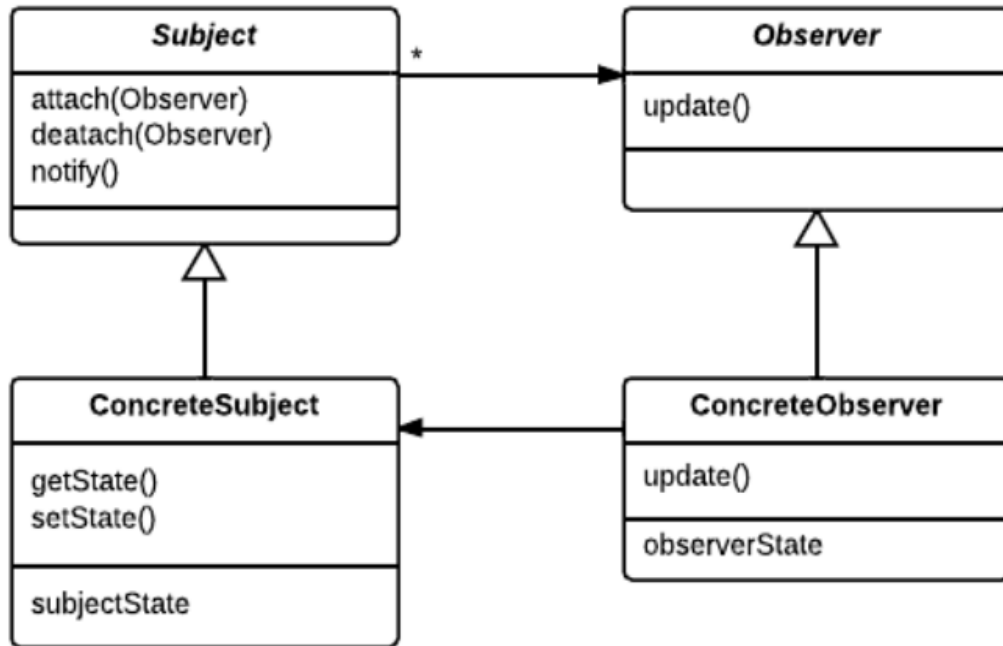 Subject
attach(Observer)
deatach(Observer)
notify()
*
Observer
update()
ConcreteSubject
getState()
setState()
subjectState
ConcreteObserver
update()
observerState